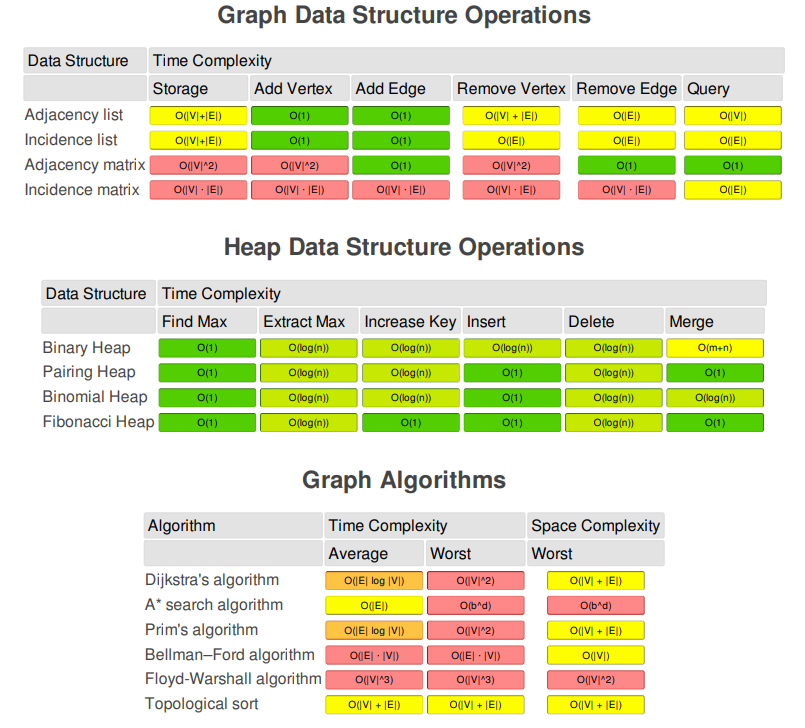 Graph Data Structure Operations
Data Structure Time Complexity
Storage Add Vertex Add Edge Remove Vertex Remove Edge Query
Adjacency list O(|V|+|E|) O(1) O(1) O(|V| + |E|) O(|E|) O(|V|)
Incidence list O(|V|+|E|) O(1) O(1) O(|E|) O(|E|) O(|E|)
Adjacency matrix O(|V|^2) O(|V|^2) O(1) O(|V|^2) O(1) O(1)
Incidence matrix O(|V| · |E|) O(|V| · |E|) O(|V| · |E|) O(|V| · |E|) O(|V| · |E|) O(|E|)
Heap Data Structure Operations
Data Structure Time Complexity
Find Max Extract Max Increase Key Insert Delete Merge
Binary Heap O(1) O(log(n)) O(log(n)) O(log(n)) O(log(n)) O(m+n)
Pairing Heap O(1) O(log(n)) O(log(n)) O(1) O(log(n)) O(1)
Binomial Heap O(1) O(log(n)) O(log(n)) O(1) O(log(n)) O(log(n))
Fibonacci Heap O(1) O(log(n)) O(1) O(1) O(log(n)) O(1)
Graph Algorithms
Algorithm Time Complexity Space Complexity
Average Worst Worst
Dijkstra's algorithm O(|E| log |V|) O(|V|^2) O(|V| + |E|)
A* search algorithm O(|E|) O(b^d) O(b^d)
Prim's algorithm O(|E| log |V|) O(|V|^2) O(|V| + |E|)
Bellman–Ford algorithm O(|E| · |V|) O(|E| · |V|) O(|V|)
Floyd-Warshall algorithm O(|V|^3) O(|V|^3) O(|V|^2)
Topological sort O(|V| + |E|) O(|V| + |E|) O(|V| + |E|)